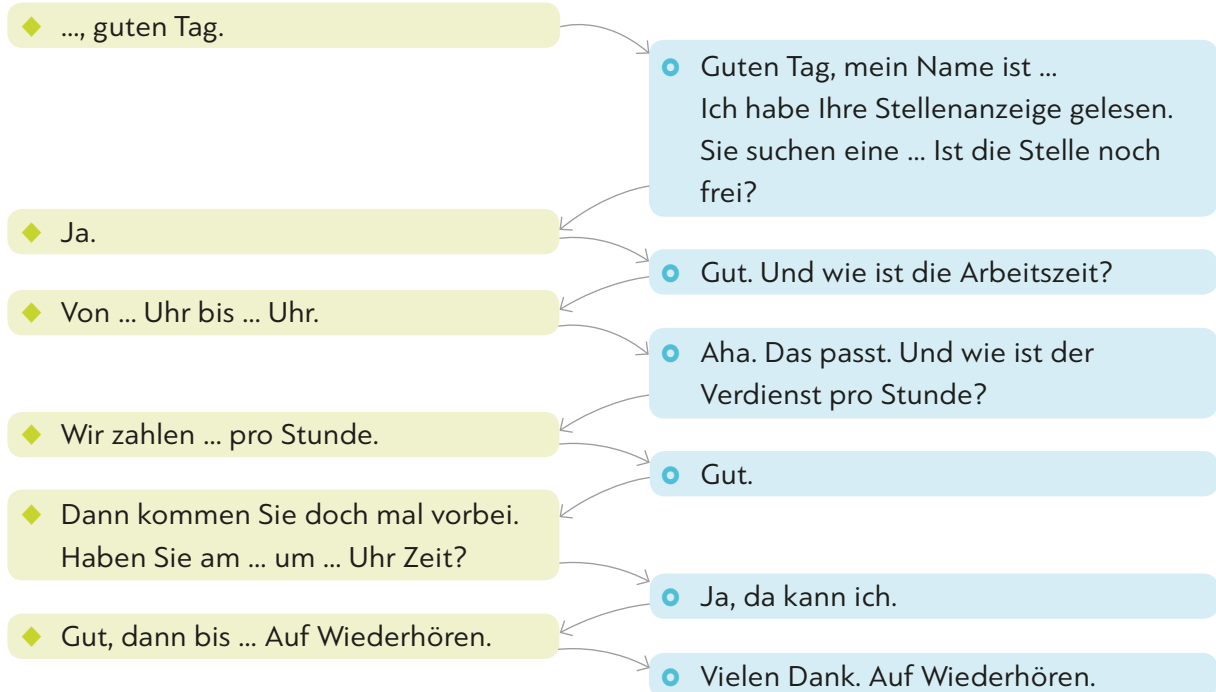 ..., guten Tag.
Guten Tag, mein Name ist ...
Ich habe Ihre Stellenanzeige gelesen.
Sie suchen eine ... Ist die Stelle noch
frei?
Ja.
Gut. Und wie ist die Arbeitszeit?
Von ... Uhr bis ... Uhr.
Aha. Das passt. Und wie ist der
Verdienst pro Stunde?
Wir zahlen ... pro Stunde.
Gut.
Dann kommen Sie doch mal vorbei.
Haben Sie am ... um ... Uhr Zeit?
Ja, da kann ich.
Gut, dann bis ... Auf Wiederhören.
Vielen Dank. Auf Wiederhören.